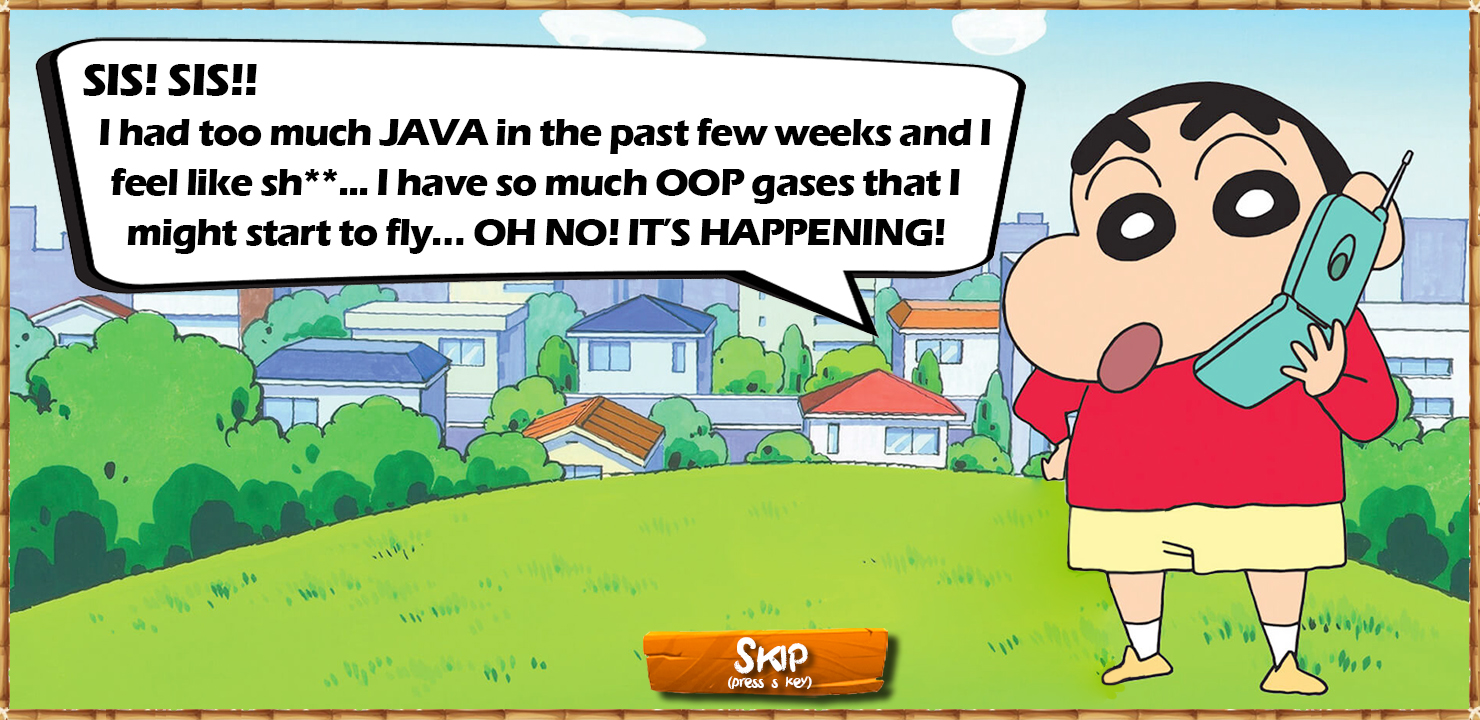 SIS! SIS!!
I had too much JAVA in the past few weeks and I
feel like sh**... I have so much OOP gases that I
might start to fly... OH NO! IT'S HAPPENING!
Skip
(press s key)